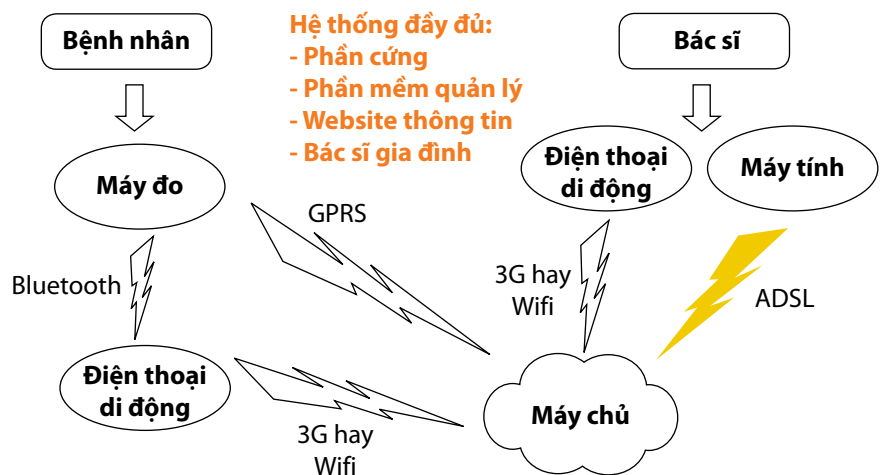 Bệnh nhân
Hệ thống đầy đủ:
- Phần cứng
- Phần mềm quản lý
- Website thông tin
- Bác sĩ gia đình
Bác sĩ
Máy đo
Điện thoại
di động
Máy tính
GPRS
Bluetooth
3G hay
Wifi
ADSL
Điện thoại
di động
3G hay
Wifi
Máy chủ